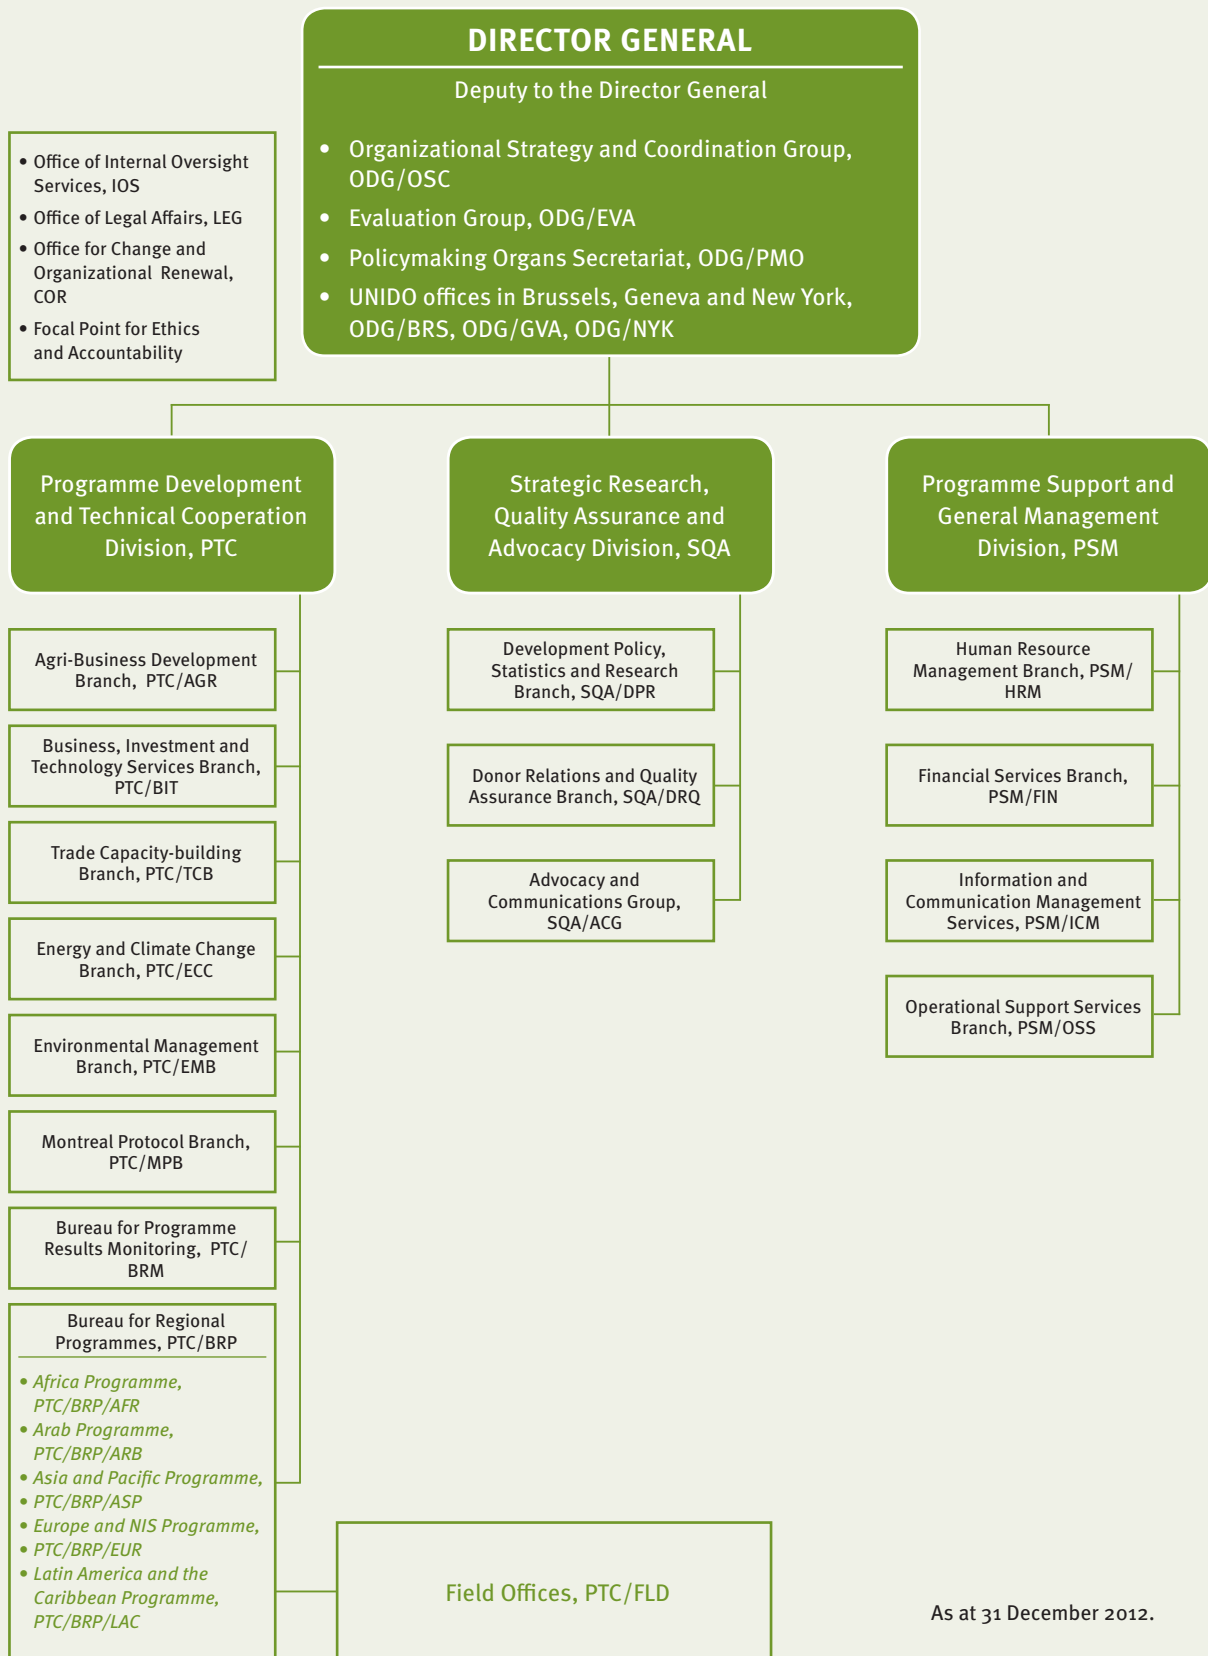 DIRECTOR GENERAL
Deputy to the Director General
• Organizational Strategy and Coordination Group,
ODG/OSC
• Evaluation Group, ODG/EVA
• Policymaking Organs Secretariat, ODG/PMO
• UNIDO offices in Brussels, Geneva and New York,
ODG/BRS, ODG/GVA, ODG/NYK
• Office of Internal Oversight
Services, IOS
• Office of Legal Affairs, LEG
• Office for Change and
Organizational Renewal,
COR
• Focal Point for Ethics
and Accountability
Programme Development
and Technical Cooperation
Division, PTC
Agri-Business Development
Branch, PTC/AGR
Business, Investment and
Technology Services Branch,
PTC/BIT
Trade Capacity-building
Branch, PTC/TCB
Energy and Climate Change
Branch, PTC/ECC
Environmental Management
Branch, PTC/EMB
Montreal Protocol Branch,
PTC/MPB
Bureau for Programme
Results Monitoring, PTC/
BRM
Bureau for Regional
Programmes, PTC/BRP
• Africa Programme,
PTC/BRP/AFR
• Arab Programme,
PTC/BRP/ARB
• Asia and Pacific Programme,
• PTC/BRP/ASP
• Europe and NIS Programme,
• PTC/BRP/EUR
• Latin America and the
Caribbean Programme,
PTC/BRP/LAC
Field Offices, PTC/FLD
Strategic Research,
Quality Assurance and
Advocacy Division, SQA
Development Policy,
Statistics and Research
Branch, SQA/DPR
Donor Relations and Quality
Assurance Branch, SQA/DRQ
Advocacy and
Communications Group,
SQA/ACG
Programme Support and
General Management
Division, PSM
Human Resource
Management Branch, PSM/
HRM
Financial Services Branch,
PSM/FIN
Information and
Communication Management
Services, PSM/ICM
Operational Support Services
Branch, PSM/OSS
As at 31 December 2012.